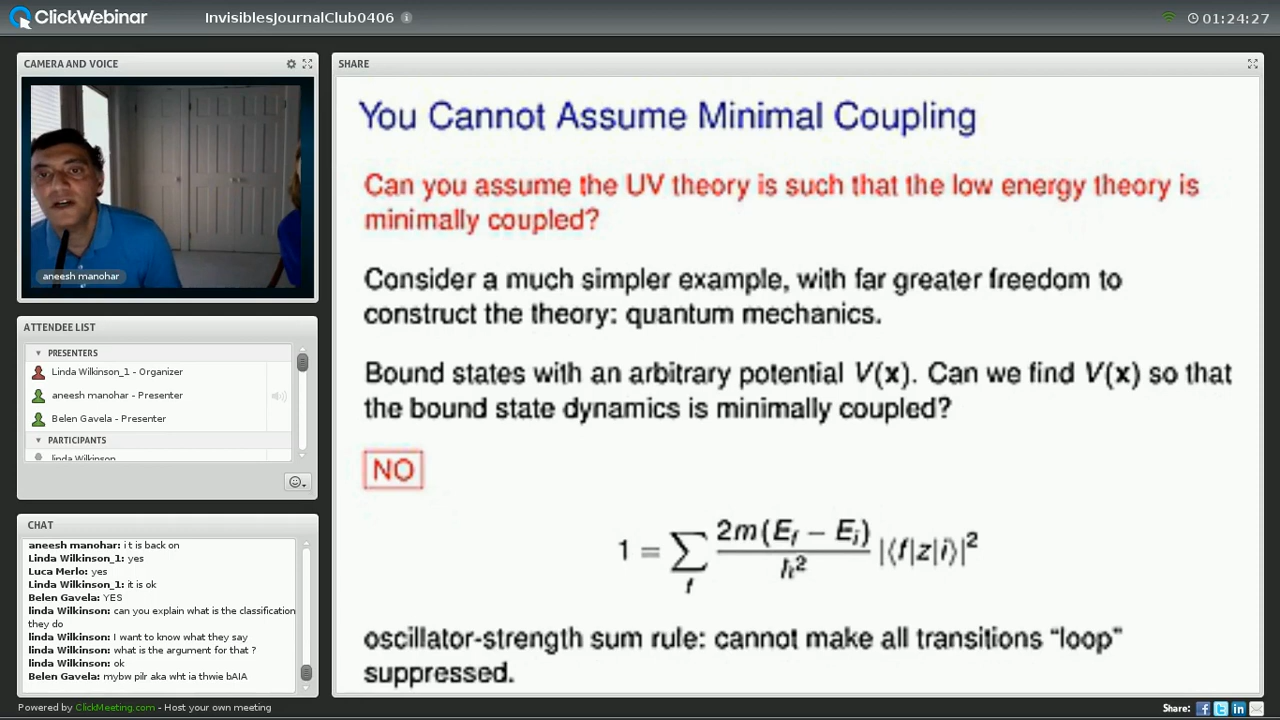 ClickWebinar
InvisiblesJournalClub0406
01:24:27
CAMERA AND VOICE
aneesh manohar
ATTENDEE LIST
PRESENTERS
Linda Wilkinson_1 - Organizer
aneesh manohar - Presenter
Belen Gavela - Presenter
PARTICIPANTS
linda Wilkinson
CHAT
aneesh manohar: i t is back on
Linda Wilkinson_1: yes
Luca Merlo: yes
Linda Wilkinson_1: it is ok
Belen Gavela: YES
linda Wilkinson: can you explain what is the classification
they do
linda Wilkinson: I want to know what they say
linda Wilkinson: what is the argument for that ?
linda Wilkinson: ok
Belen Gavela: mybw pilr aka wht ia thwie bAIA
SHARE
You Cannot Assume Minimal Coupling
Can you assume the UV theory is such that the low energy theory is
minimally coupled?
Consider a much simpler example, with far greater freedom to
construct the theory: quantum mechanics.
Bound states with an arbitrary potential V(x). Can we find V(x) so that
the bound state dynamics is minimally coupled?
NO
1 = ∑_f 2m(E_f − E_i)/ħ² |⟨f|z|i⟩|²
oscillator-strength sum rule: cannot make all transitions “loop”
suppressed.
Powered by ClickMeeting.com - Host your own meeting
Share: